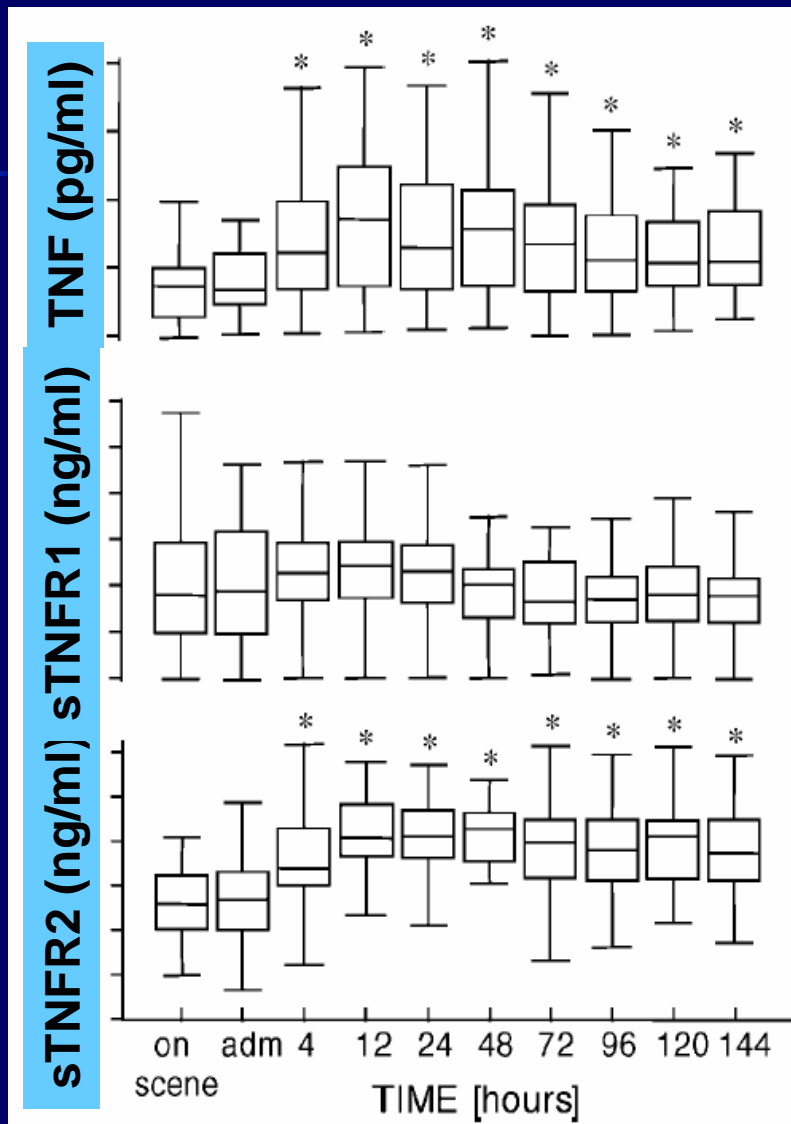 TNF (pg/ml)
* * * * * * * *
sTNFR1 (ng/ml)
sTNFR2 (ng/ml)
* * * * * * * *
on scene adm 4 12 24 48 72 96 120 144
TIME [hours]